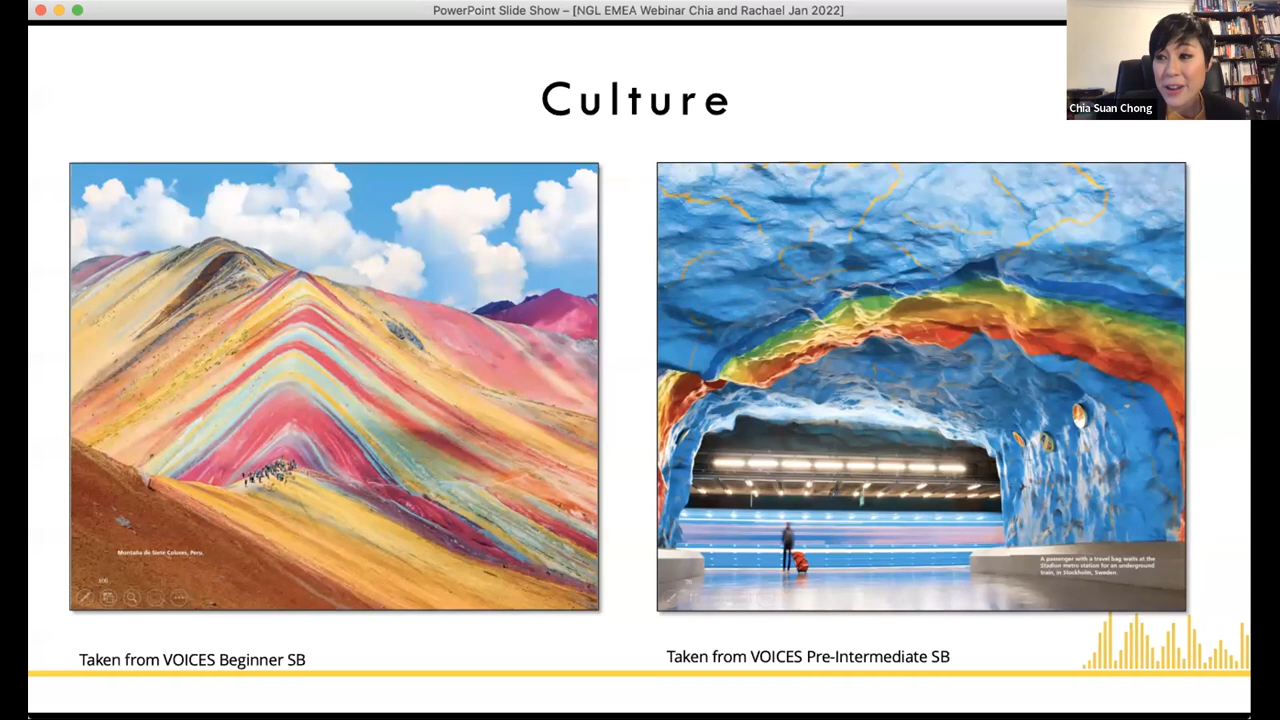 PowerPoint Slide Show – [NGL EMEA Webinar Chia and Rachael Jan 2022]
Chia Suan Chong
Culture
Montaña de Siete Colores, Peru.
106
A passenger with a travel bag waits at the
Stadion metro station for an underground
train, in Stockholm, Sweden.
Taken from VOICES Beginner SB
Taken from VOICES Pre-Intermediate SB